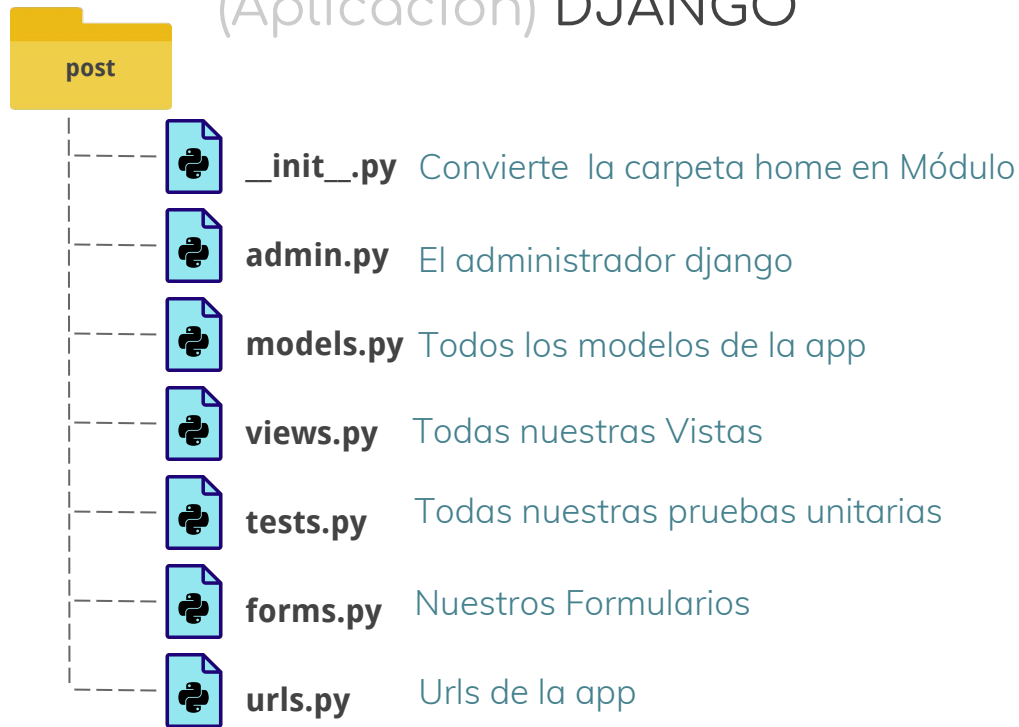 (Aplicación) DJANGO
post
__init__.py Convierte la carpeta home en Módulo
admin.py El administrador django
models.py Todos los modelos de la app
views.py Todas nuestras Vistas
tests.py Todas nuestras pruebas unitarias
forms.py Nuestros Formularios
urls.py Urls de la app